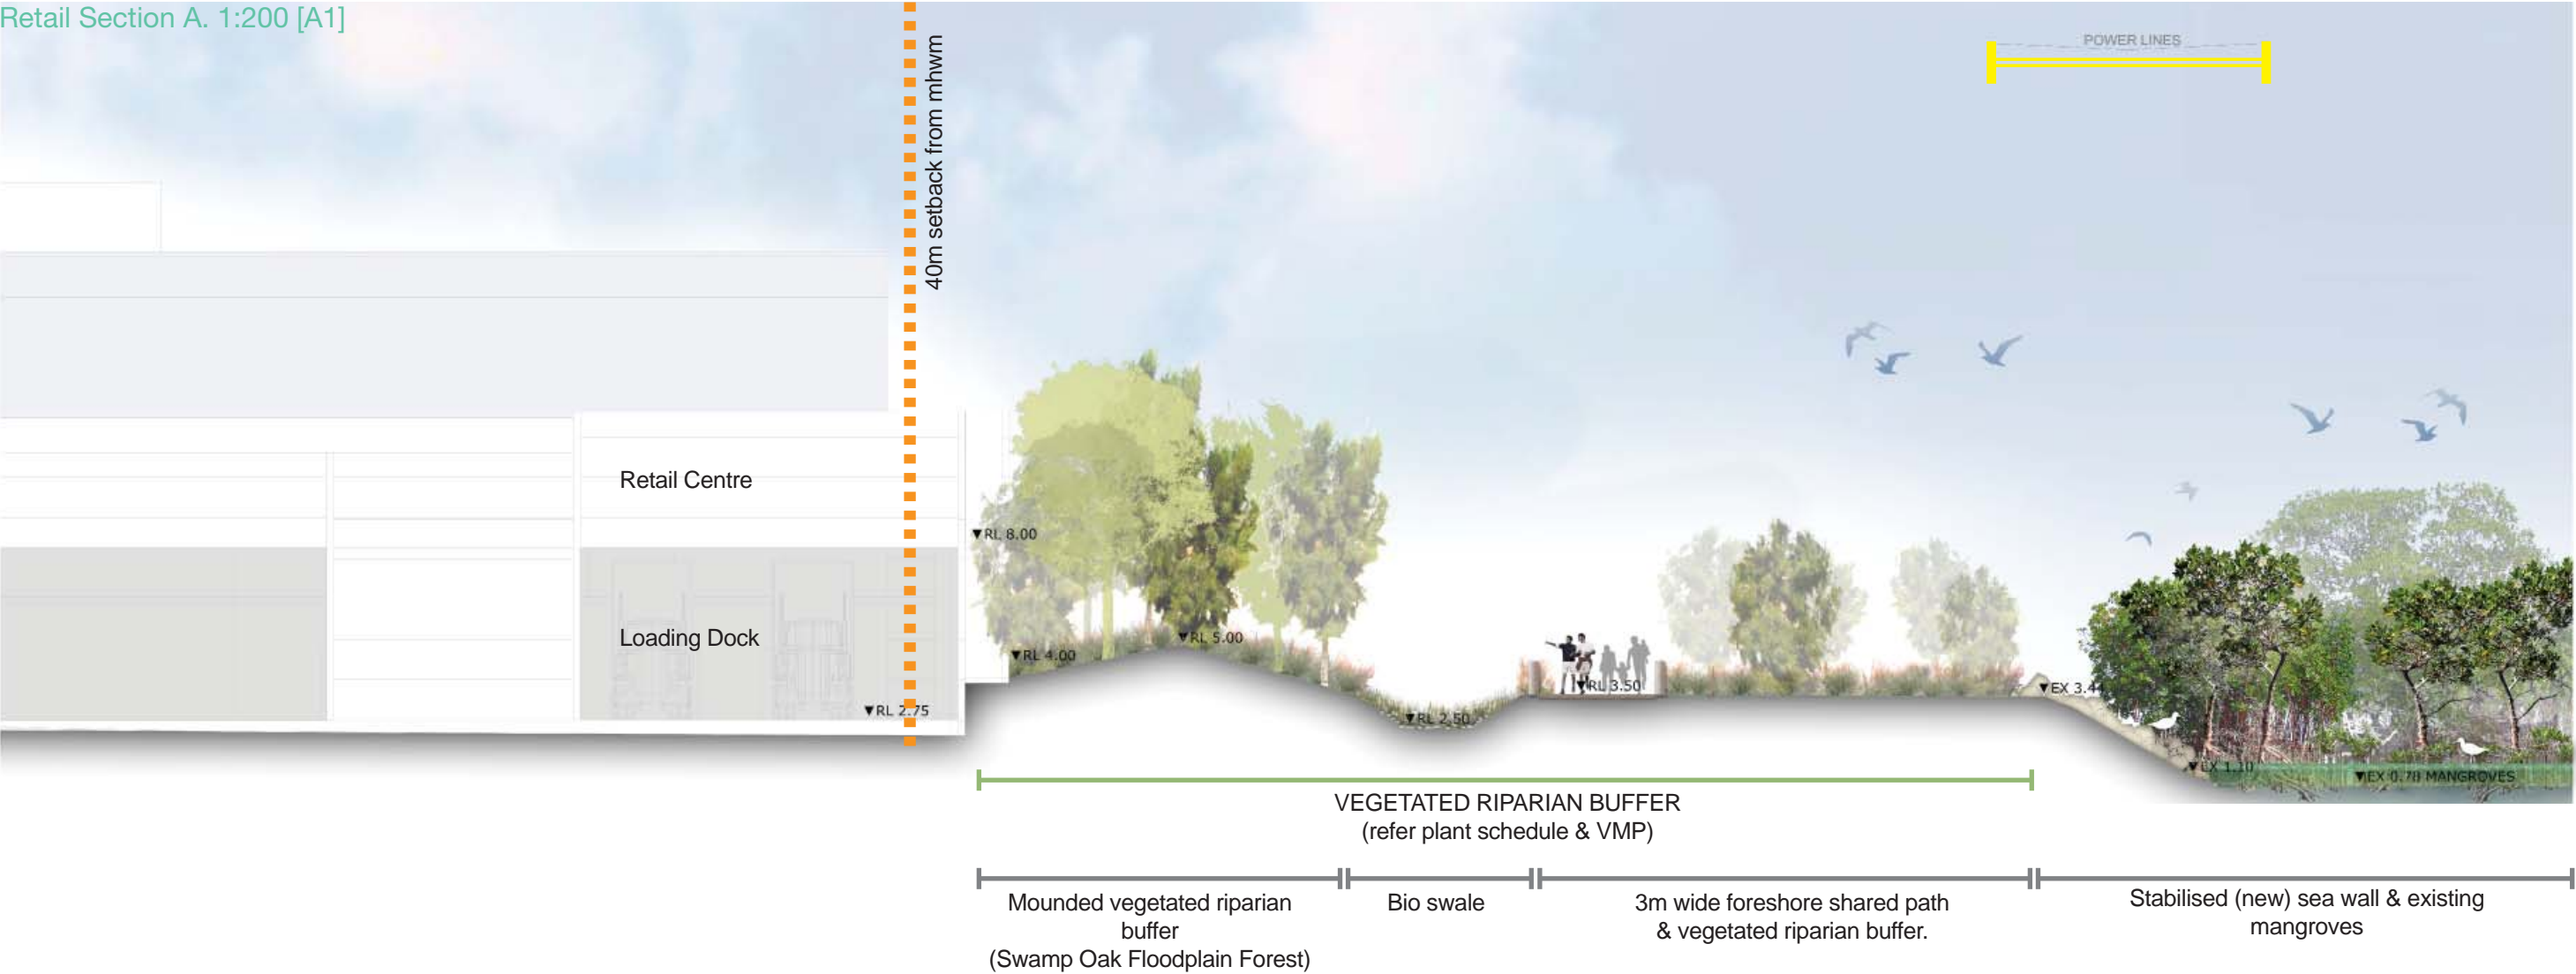 Retail Section A. 1:200 [A1]
40m setback from mhwm
POWER LINES
Retail Centre
▼RL 8.00
Loading Dock
▼RL 5.00
▼RL 4.00
▼RL 3.50
▼RL 2.75
▼RL 2.50
▼EX 3.4
▼EX 1.10
▼EX 0.78 MANGROVES
VEGETATED RIPARIAN BUFFER
(refer plant schedule & VMP)
Mounded vegetated riparian
buffer
(Swamp Oak Floodplain Forest)
Bio swale
3m wide foreshore shared path
& vegetated riparian buffer.
Stabilised (new) sea wall & existing
mangroves